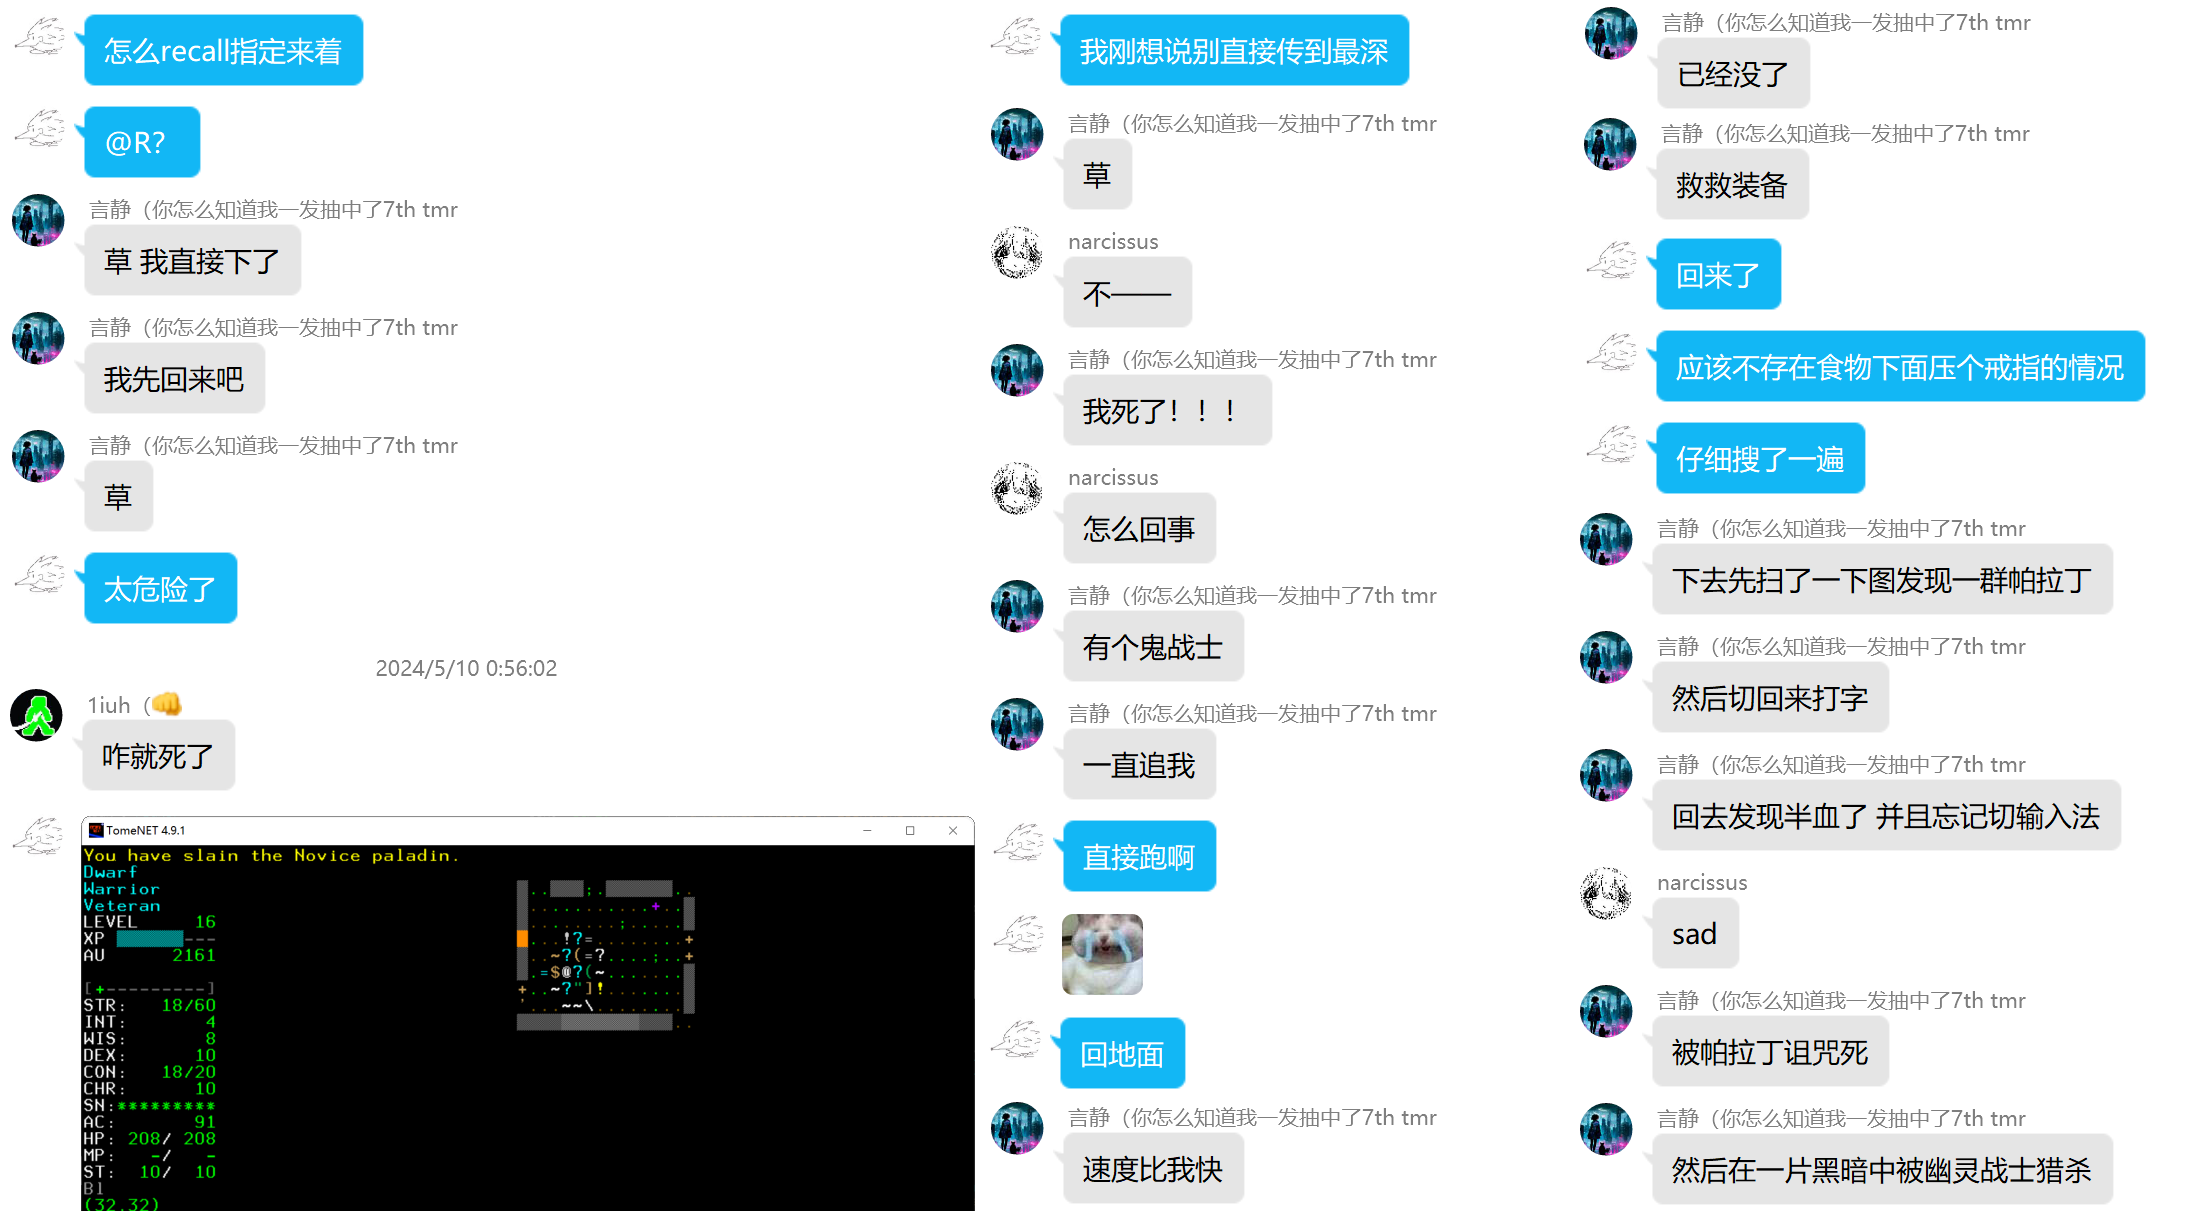 怎么recall指定来着
@R?
言静（你怎么知道我一发抽中了7th tmr
草 我直接下了
言静（你怎么知道我一发抽中了7th tmr
我先回来吧
言静（你怎么知道我一发抽中了7th tmr
草
太危险了
2024/5/10 0:56:02
1iuh（👊
咋就死了
TomeNET 4.9.1
You have slain the Novice paladin.
Dwarf
Warrior
Veteran
LEVEL 16
XP ---
AU 2161
[+---------]
STR: 18/60
INT: 4
WIS: 8
DEX: 10
CON: 18/20
CHR: 10
SN:*********
AC: 91
HP: 208/ 208
MP: -/ -
ST: 10/ 10
Bl
(32,32)
我刚想说别直接传到最深
言静（你怎么知道我一发抽中了7th tmr
草
narcissus
不——
言静（你怎么知道我一发抽中了7th tmr
我死了！！！
narcissus
怎么回事
言静（你怎么知道我一发抽中了7th tmr
有个鬼战士
言静（你怎么知道我一发抽中了7th tmr
一直追我
直接跑啊
回地面
言静（你怎么知道我一发抽中了7th tmr
速度比我快
言静（你怎么知道我一发抽中了7th tmr
已经没了
言静（你怎么知道我一发抽中了7th tmr
救救装备
回来了
应该不存在食物下面压个戒指的情况
仔细搜了一遍
言静（你怎么知道我一发抽中了7th tmr
下去先扫了一下图发现一群帕拉丁
言静（你怎么知道我一发抽中了7th tmr
然后切回来打字
言静（你怎么知道我一发抽中了7th tmr
回去发现半血了 并且忘记切输入法
narcissus
sad
言静（你怎么知道我一发抽中了7th tmr
被帕拉丁诅咒死
言静（你怎么知道我一发抽中了7th tmr
然后在一片黑暗中被幽灵战士猎杀